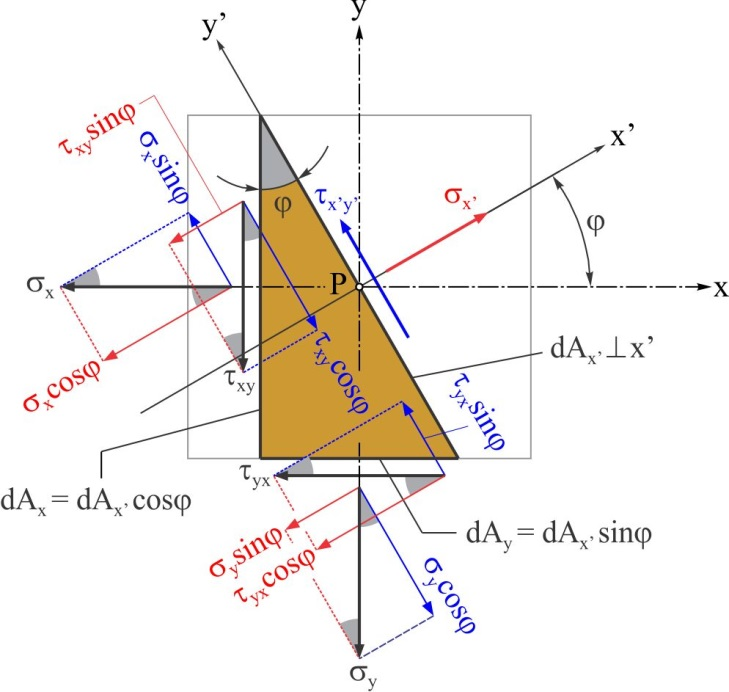 y
y’
x’
τxysinφ
σxsinφ
φ
τx’y’
σx’
φ
σx
P
x
σxcosφ
τxy
τxycosφ
dAx’⊥x’
τyxsinφ
τyx
dAx = dAx’cosφ
dAy = dAx’sinφ
σysinφ
τyxcosφ
σycosφ
σy